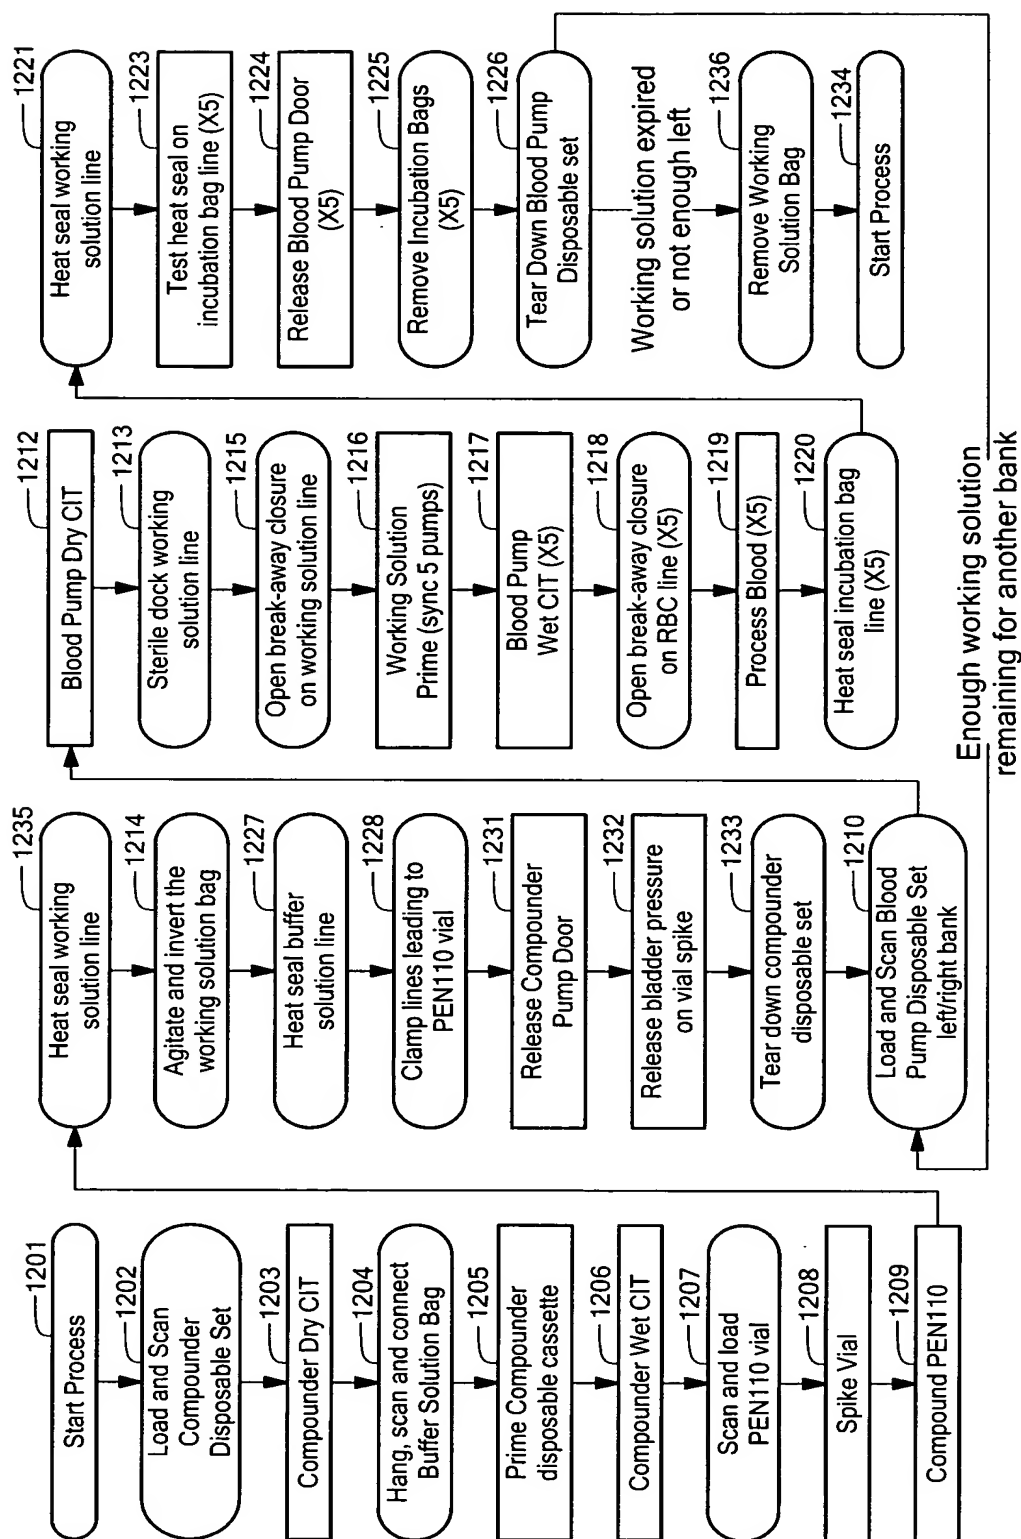 1201
Start Process
1202
Load and Scan
Compounder
Disposable Set
1203
Compounder Dry CIT
1204
Hang, scan and connect
Buffer Solution Bag
1205
Prime Compounder
disposable cassette
1206
Compounder Wet CIT
1207
Scan and load
PEN110 vial
1208
Spike Vial
1209
Compound PEN110
1235
Heat seal working
solution line
1214
Agitate and invert the
working solution bag
1227
Heat seal buffer
solution line
1228
Clamp lines leading to
PEN110 vial
1231
Release Compounder
Pump Door
1232
Release bladder pressure
on vial spike
1233
Tear down compounder
disposable set
1210
Load and Scan Blood
Pump Disposable Set
left/right bank
1212
Blood Pump Dry CIT
1213
Sterile dock working
solution line
1215
Open break-away closure
on working solution line
1216
Working Solution
Prime (sync 5 pumps)
1217
Blood Pump
Wet CIT (X5)
1218
Open break-away closure
on RBC line (X5)
1219
Process Blood (X5)
1220
Heat seal incubation bag
line (X5)
1221
Heat seal working
solution line
1223
Test heat seal on
incubation bag line (X5)
1224
Release Blood Pump Door
(X5)
1225
Remove Incubation Bags
(X5)
1226
Tear Down Blood Pump
Disposable set
Working solution expired
or not enough left
1236
Remove Working
Solution Bag
1234
Start Process
Enough working solution
remaining for another bank